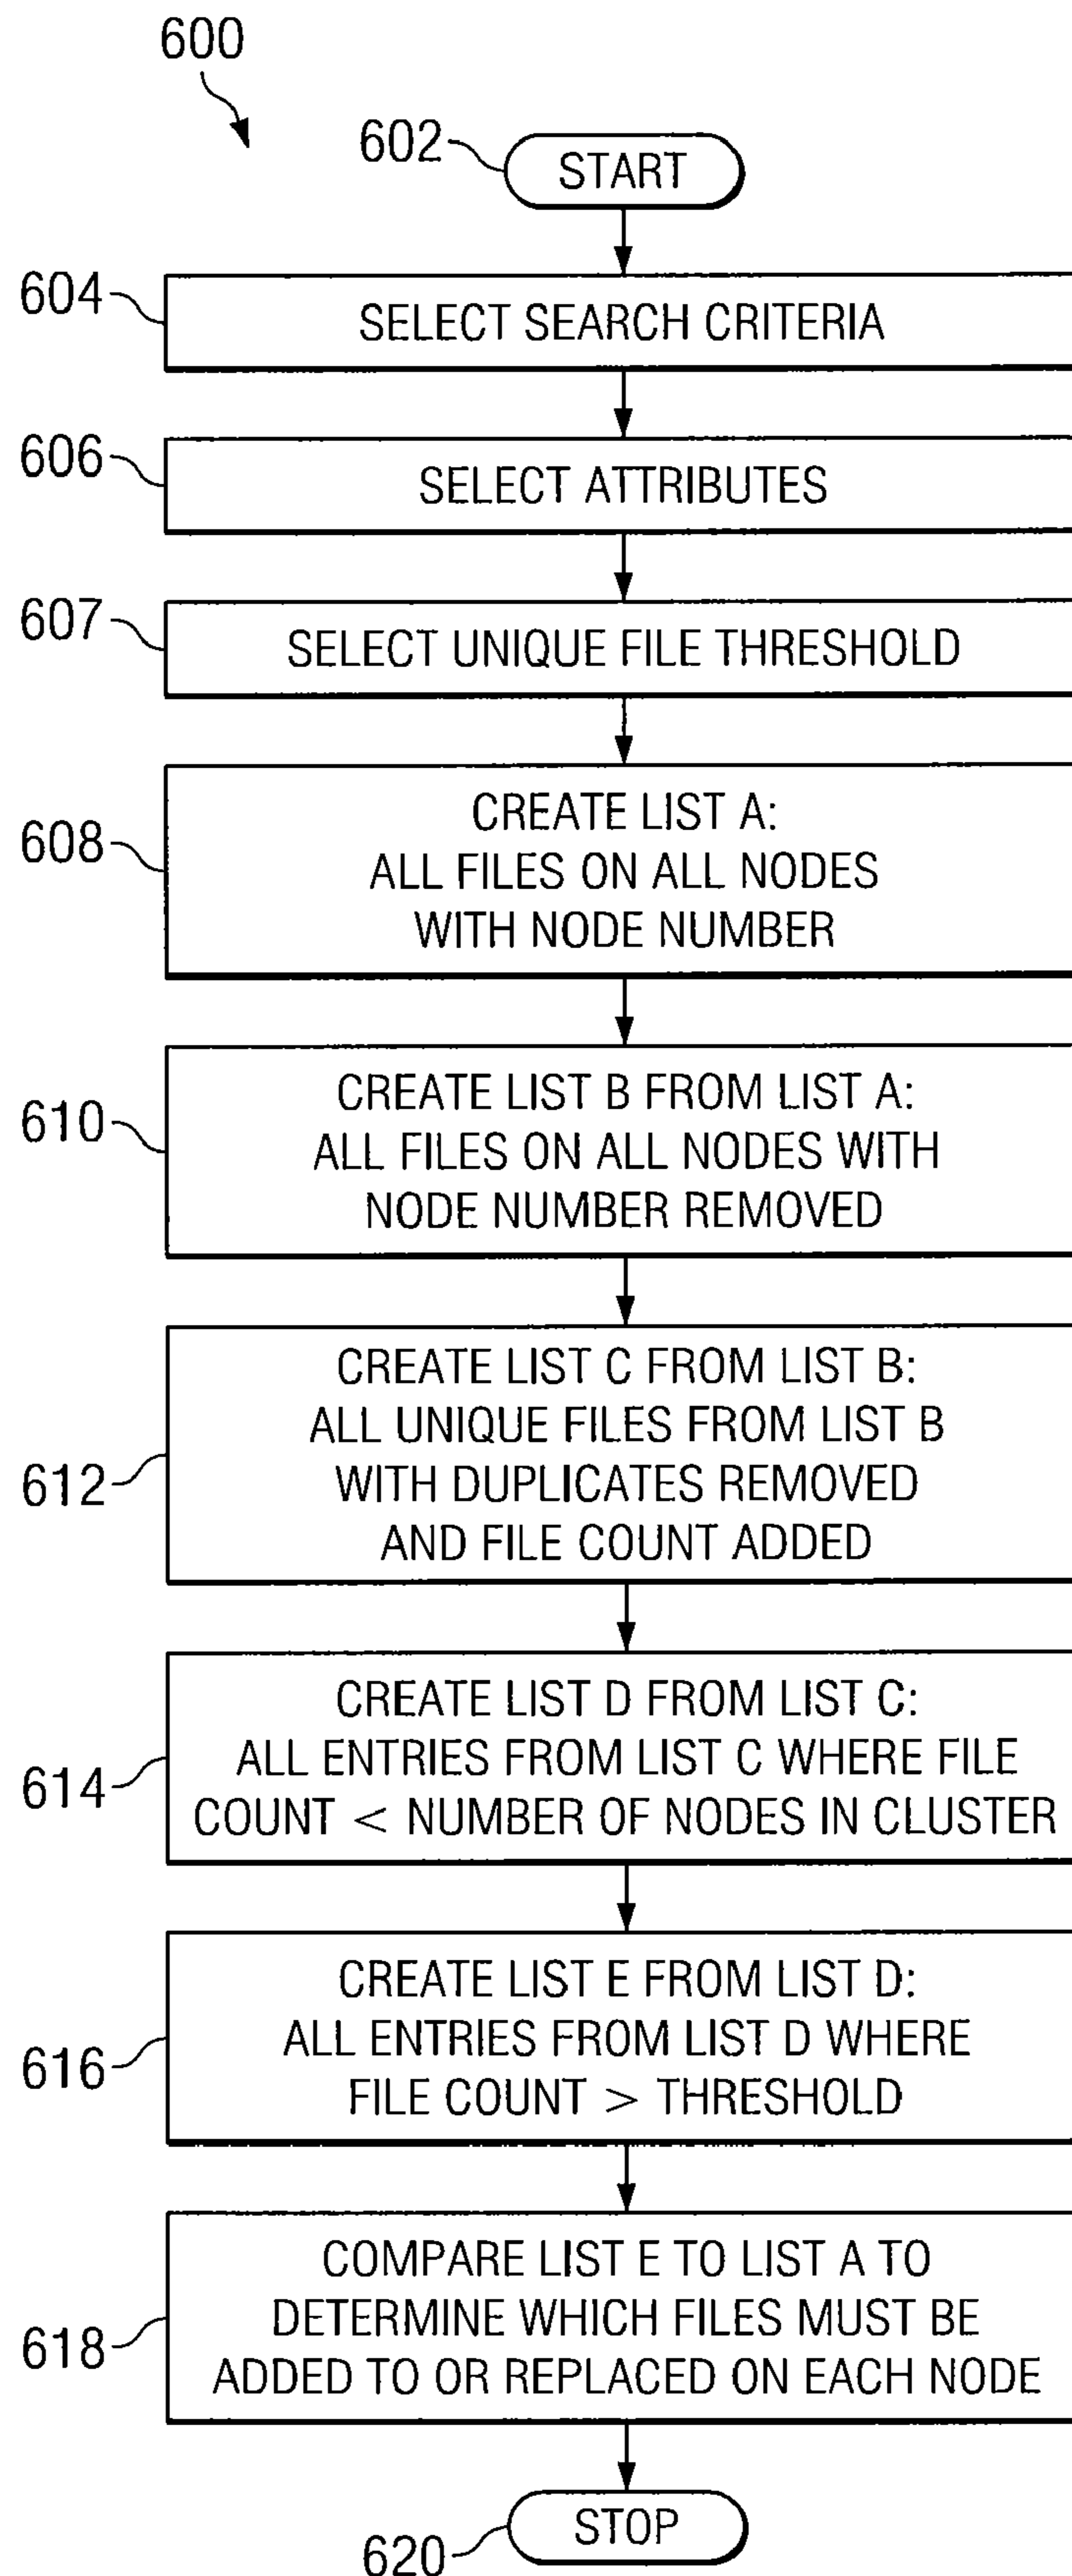 600
602
START
604
SELECT SEARCH CRITERIA
606
SELECT ATTRIBUTES
607
SELECT UNIQUE FILE THRESHOLD
608
CREATE LIST A:
ALL FILES ON ALL NODES
WITH NODE NUMBER
610
CREATE LIST B FROM LIST A:
ALL FILES ON ALL NODES WITH
NODE NUMBER REMOVED
612
CREATE LIST C FROM LIST B:
ALL UNIQUE FILES FROM LIST B
WITH DUPLICATES REMOVED
AND FILE COUNT ADDED
614
CREATE LIST D FROM LIST C:
ALL ENTRIES FROM LIST C WHERE FILE
COUNT < NUMBER OF NODES IN CLUSTER
616
CREATE LIST E FROM LIST D:
ALL ENTRIES FROM LIST D WHERE
FILE COUNT > THRESHOLD
618
COMPARE LIST E TO LIST A TO
DETERMINE WHICH FILES MUST BE
ADDED TO OR REPLACED ON EACH NODE
620
STOP